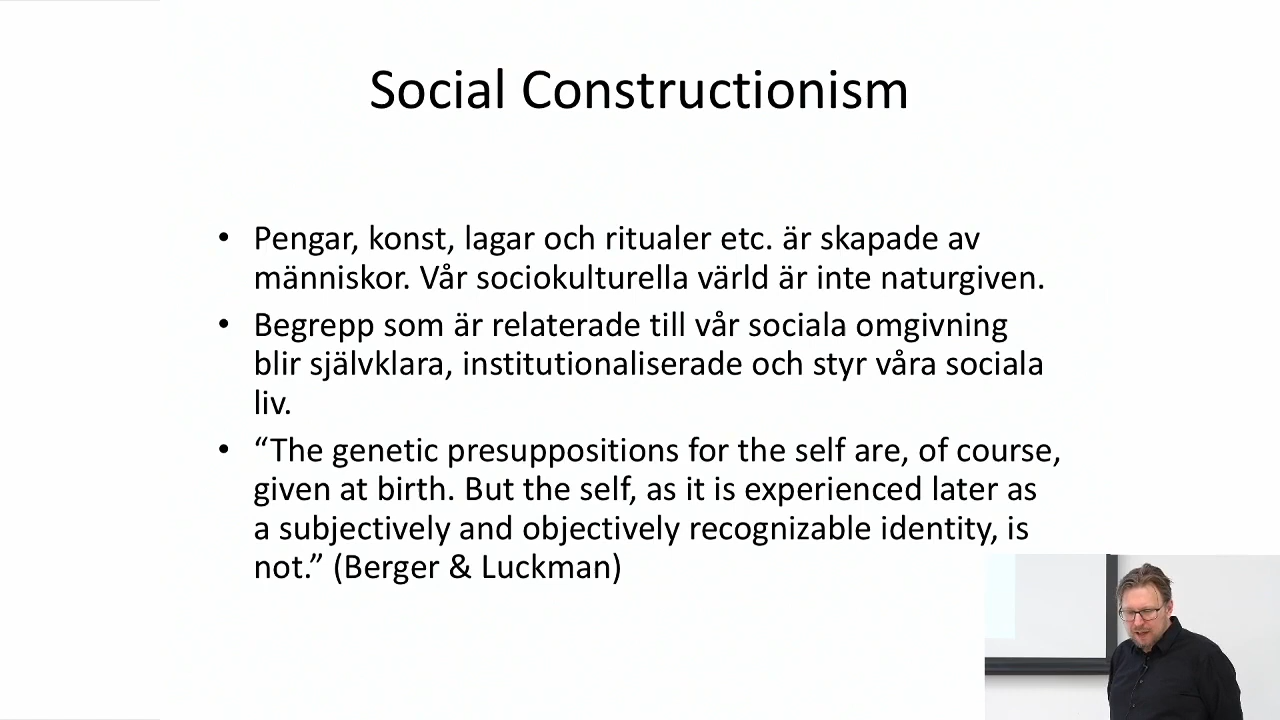 Social Constructionism
• Pengar, konst, lagar och ritualer etc. är skapade av
människor. Vår sociokulturella värld är inte naturgiven.
• Begrepp som är relaterade till vår sociala omgivning
blir självklara, institutionaliserade och styr våra sociala
liv.
• “The genetic presuppositions for the self are, of course,
given at birth. But the self, as it is experienced later as
a subjectively and objectively recognizable identity, is
not.” (Berger & Luckman)